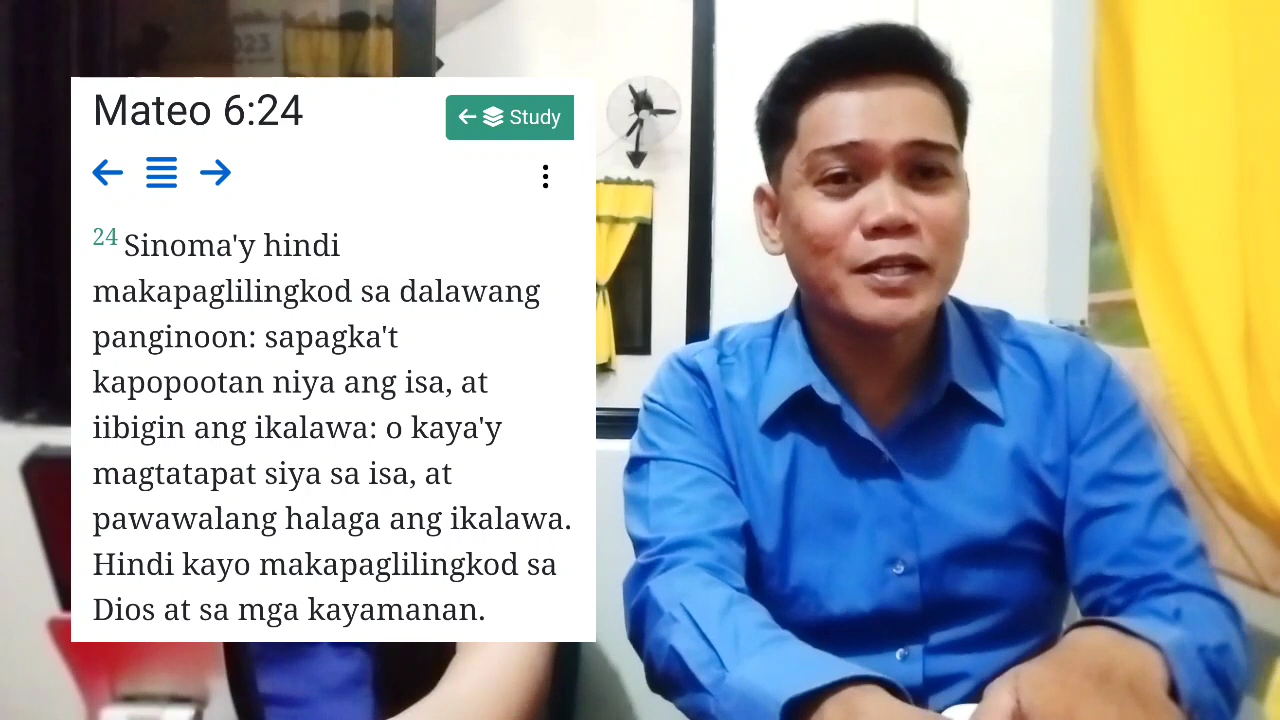 023
Mateo 6:24
Study
24 Sinoma'y hindi
makapaglilingkod sa dalawang
panginoon: sapagka't
kapopootan niya ang isa, at
iibigin ang ikalawa: o kaya'y
magtatapat siya sa isa, at
pawawalang halaga ang ikalawa.
Hindi kayo makapaglilingkod sa
Dios at sa mga kayamanan.